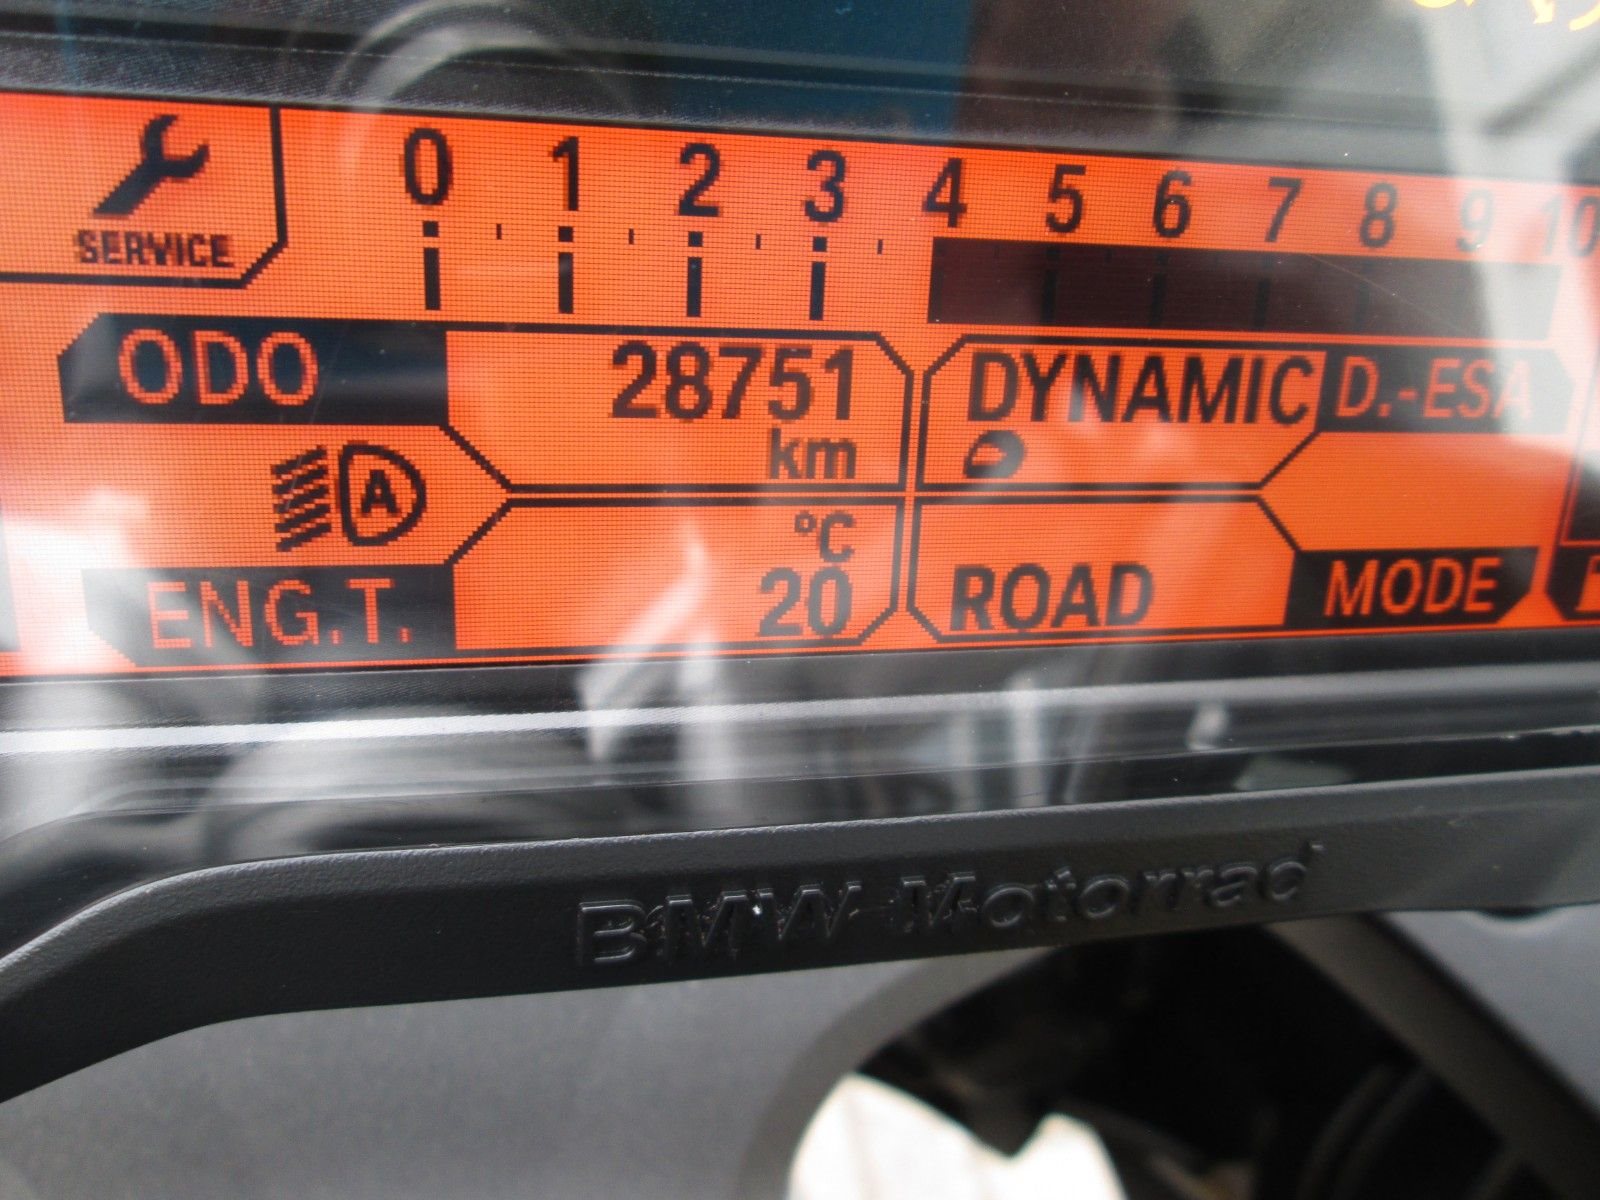 0 1 2 3 4 5 6 7 8 9 10
SERVICE
ODO 28751 km
DYNAMIC D.-ESA
A
ENG.T. °C 20
ROAD MODE
BMW Motorrad